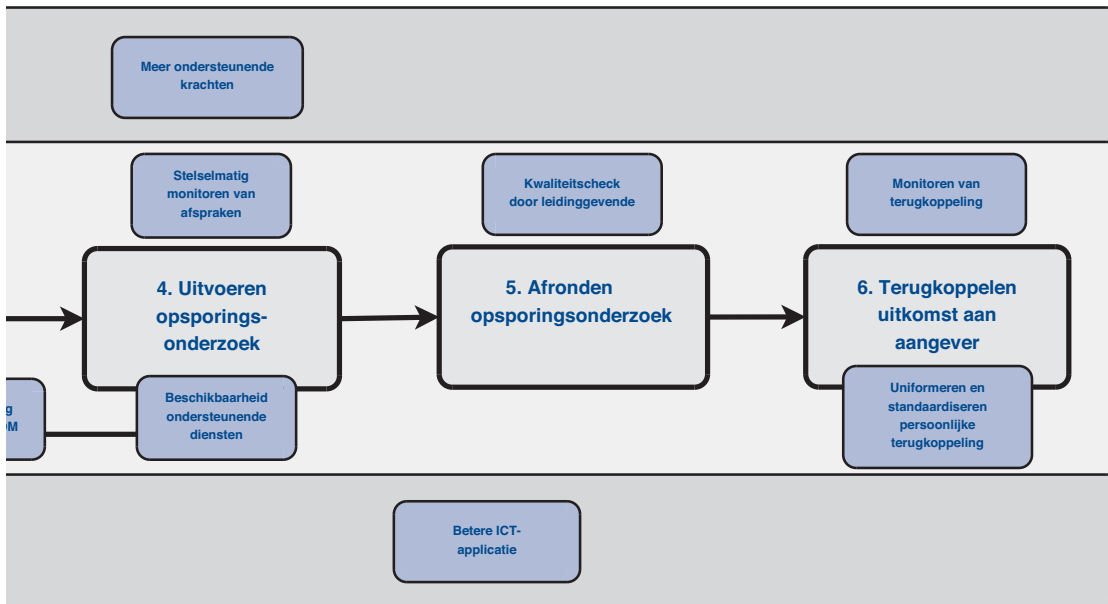 Meer ondersteunende
krachten
Stelselmatig
monitoren van
afspraken
Kwaliteitscheck
door leidinggevende
Monitoren van
terugkoppeling
4. Uitvoeren
opsporings-
onderzoek
5. Afronden
opsporingsonderzoek
6. Terugkoppelen
uitkomst aan
aangever
Beschikbaarheid
ondersteunende
diensten
Uniformeren en
standaardiseren
persoonlijke
terugkoppeling
Betere ICT-
applicatie